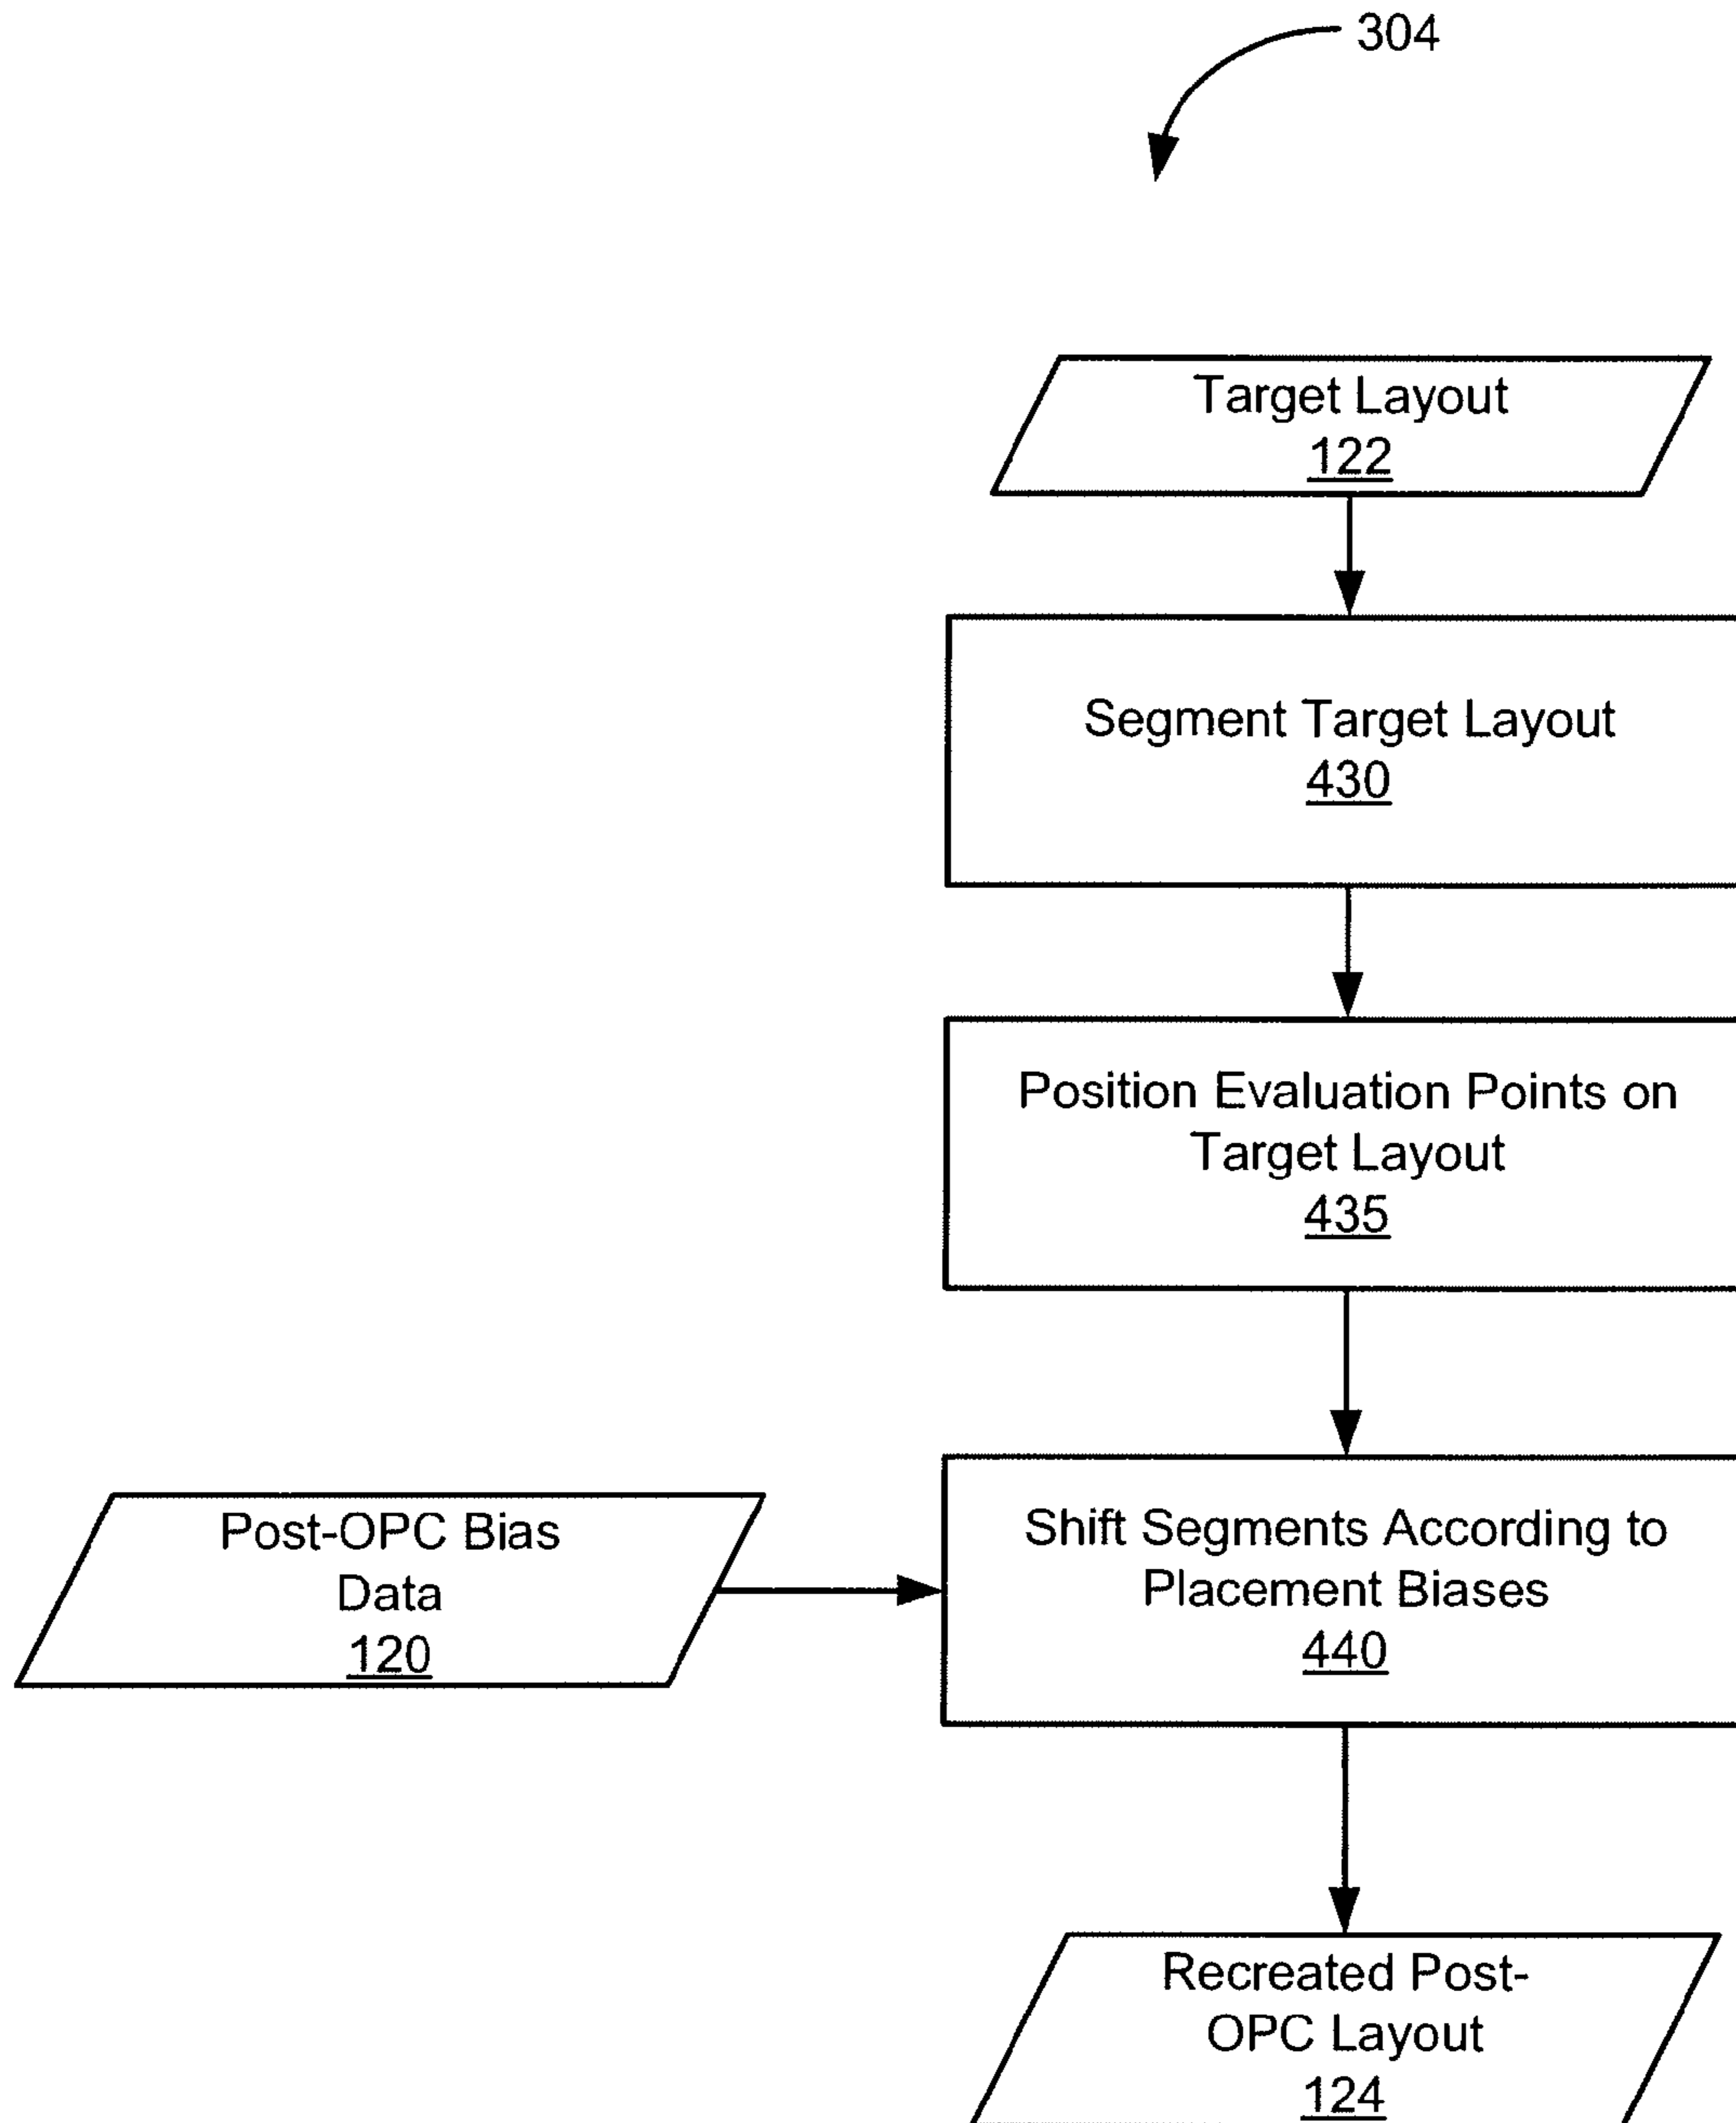 304
Target Layout
122
Segment Target Layout
430
Position Evaluation Points on
Target Layout
435
Post-OPC Bias
Data
120
Shift Segments According to
Placement Biases
440
Recreated Post-
OPC Layout
124